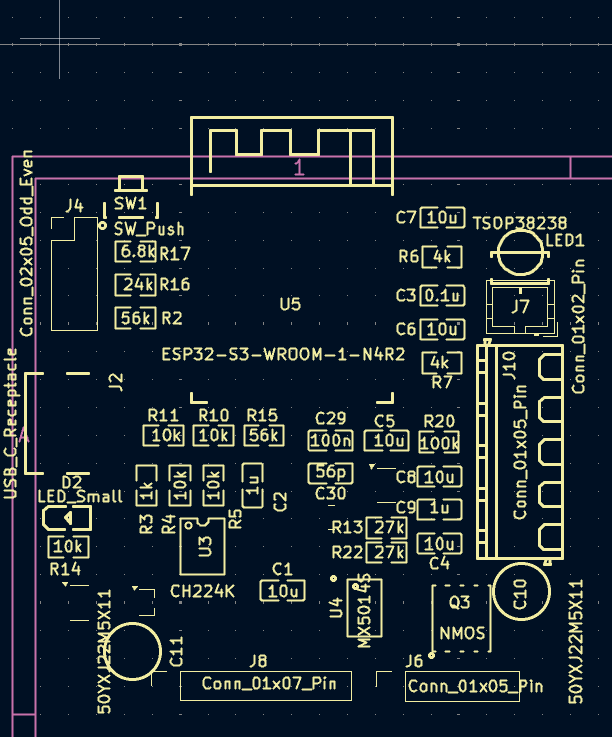 1
Conn_02x05_Odd_Even
J4
SW1
SW_Push
6.8k R17
24k R16
56k R2
C7 10u
TSOP38238
LED1
R6 4k
C3 0.1u
J7
C6 10u
Conn_01x02_Pin
U5
ESP32-S3-WROOM-1-N4R2
4k
R7
J10
Conn_01x05_Pin
USB_C_Receptacle
J2
A
R11
10k
R10
10k
R15
56k
C29
100n
C5
10u
R20
100k
56p
C30
C8 10u
C9 1u
10u
C4
1k
R3
10k
R4
10k
R5
1u
C2
D2
LED_Small
10k
R14
U3
CH224K
R13 27k
R22 27k
C1
10u
U4
MX5014S
Q3
NMOS
C10
50YXJ22M5X11
50YXJ22M5X11
C11
J8
Conn_01x07_Pin
J6
Conn_01x05_Pin